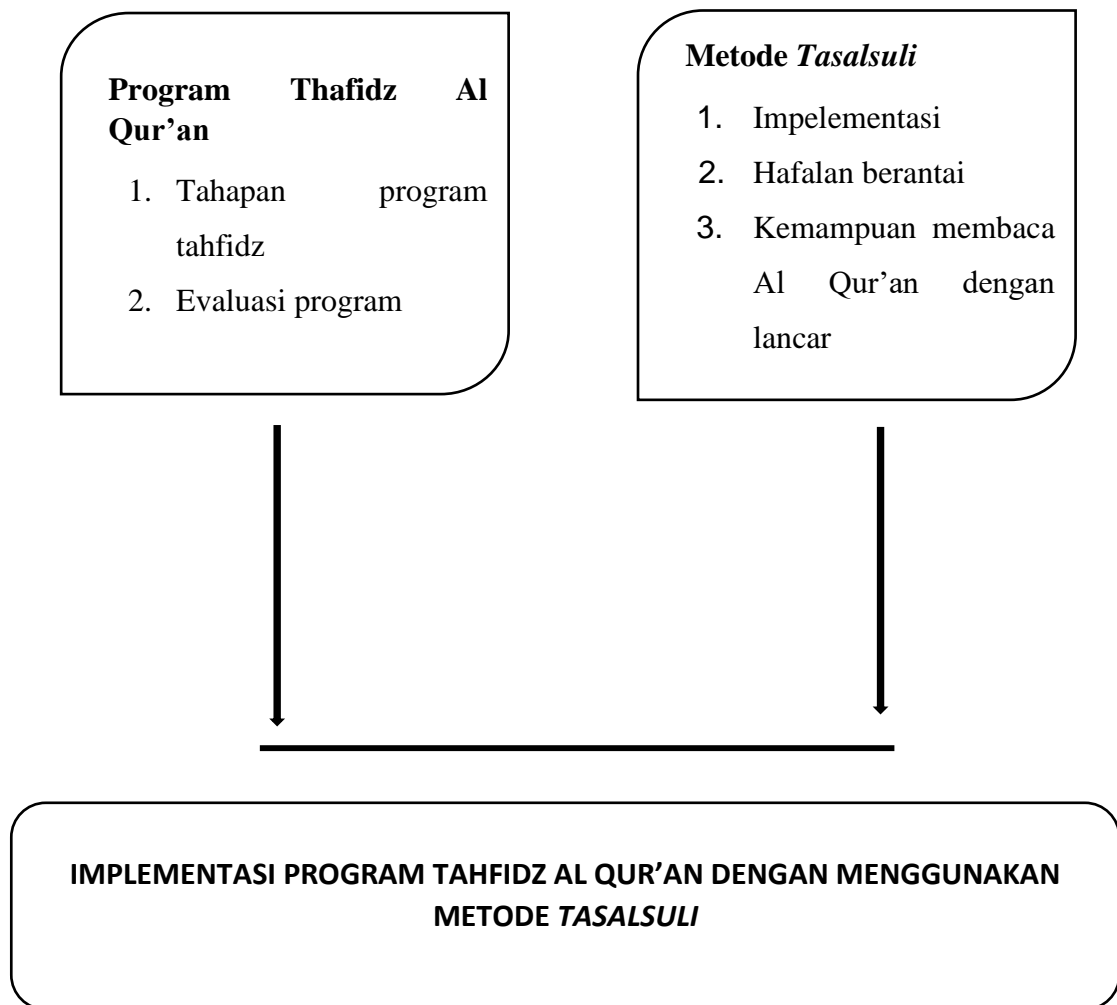 Program Thafidz Al
Qur’an
1. Tahapan program
tahfidz
2. Evaluasi program
Metode Tasalsuli
1. Impelementasi
2. Hafalan berantai
3. Kemampuan membaca
Al Qur’an dengan
lancar
IMPLEMENTASI PROGRAM TAHFIDZ AL QUR’AN DENGAN MENGGUNAKAN
METODE TASALSULI